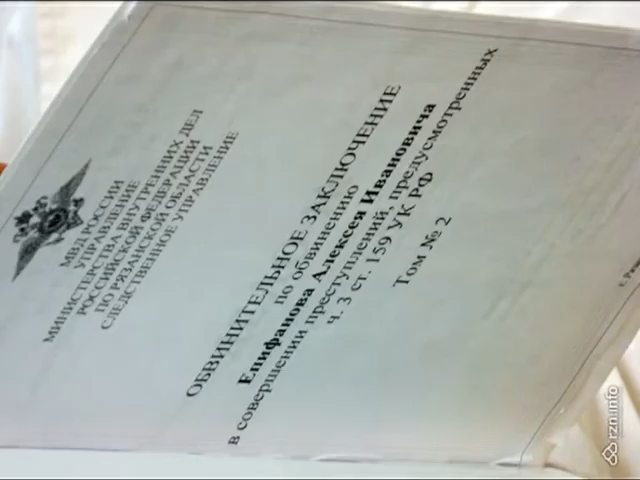 МВД РОССИИ
УПРАВЛЕНИЕ
МИНИСТЕРСТВА ВНУТРЕННИХ ДЕЛ
РОССИЙСКОЙ ФЕДЕРАЦИИ
ПО РЯЗАНСКОЙ ОБЛАСТИ
СЛЕДСТВЕННОЕ УПРАВЛЕНИЕ
ОБВИНИТЕЛЬНОЕ ЗАКЛЮЧЕНИЕ
по обвинению
Епифанова Алексея Ивановича
в совершении преступлений, предусмотренных
ч. 3 ст. 159 УК РФ
Том № 2
rzn.info